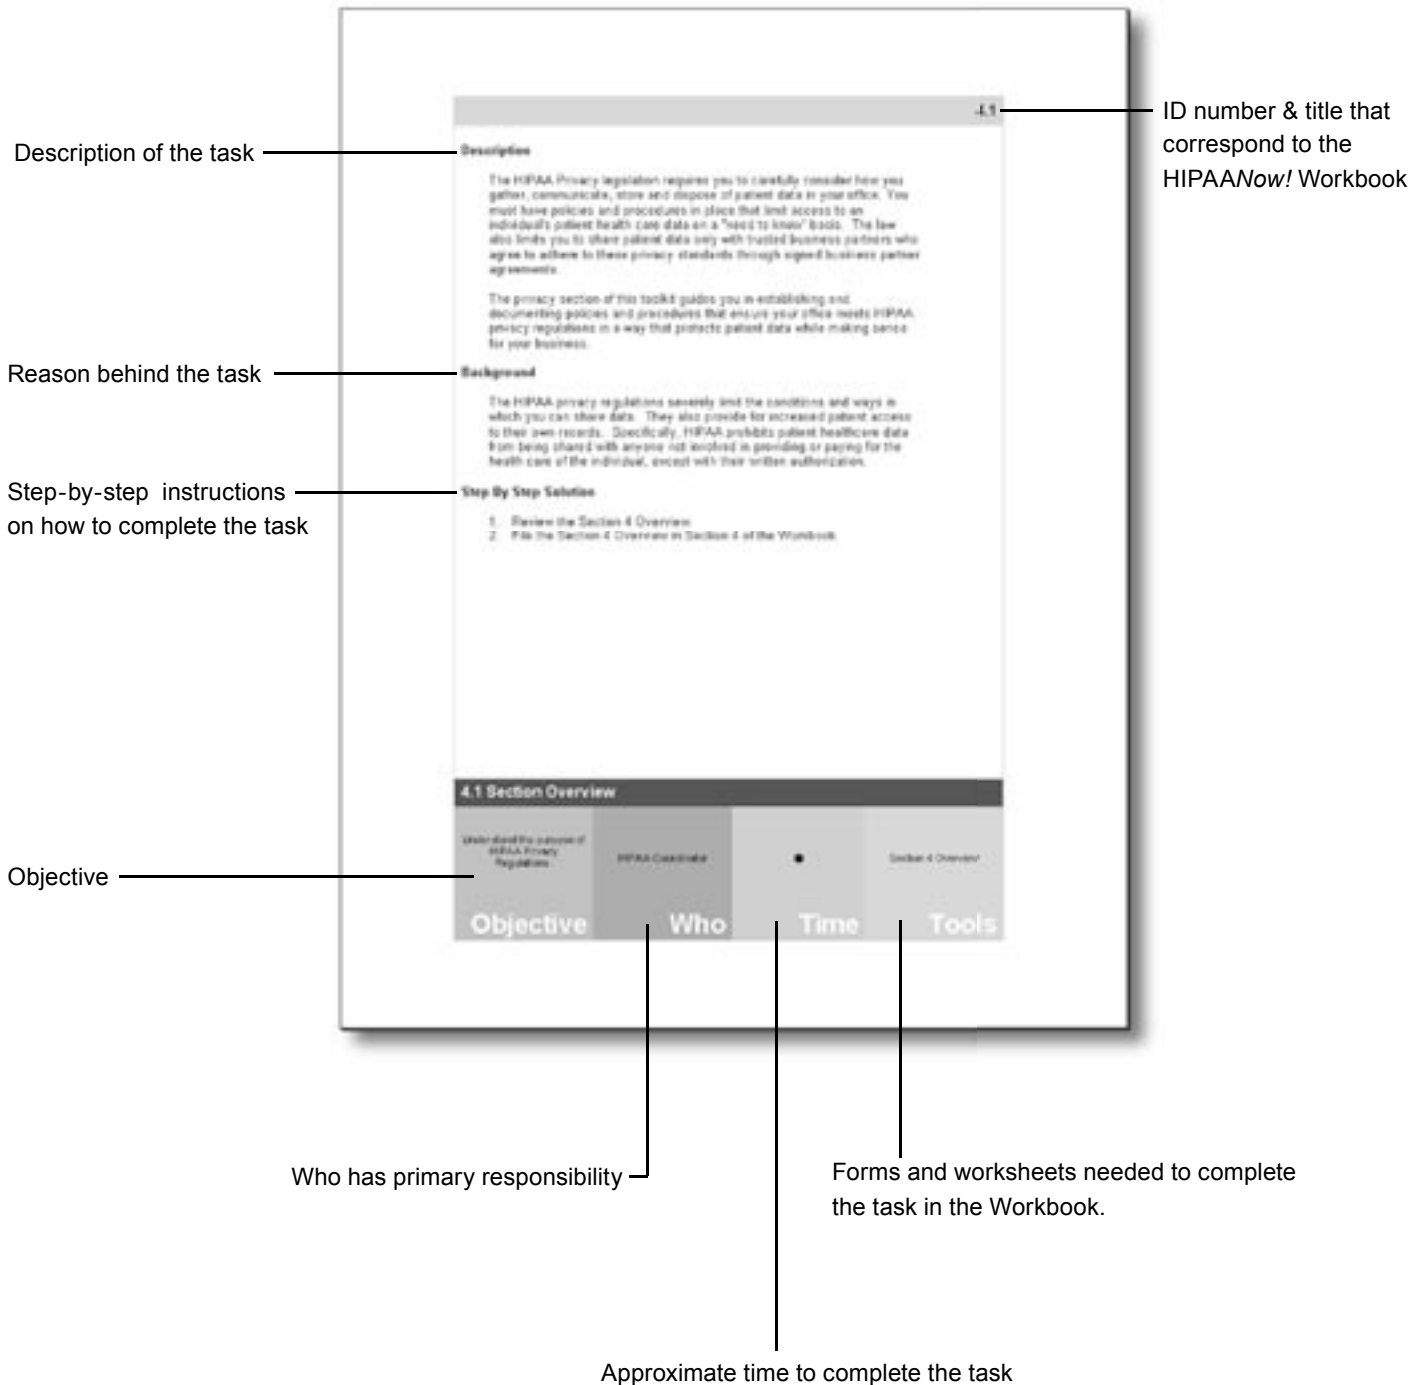 4.1
ID number & title that
correspond to the
HIPAANow! Workbook
Description of the task
Description
The HIPAA Privacy legislation requires you to carefully consider how you
gather, communicate, store and dispose of patient data in your office. You
must have policies and procedures in place that limit access to an
individual's patient health care data on a "need to know" basis. The law
also limits you to share patient data only with trusted business partners who
agree to adhere to these privacy standards through signed business partner
agreements.
The privacy section of this toolkit guides you in establishing and
documenting policies and procedures that ensure your office meets HIPAA
privacy regulations in a way that protects patient data while making sense
for your business.
Reason behind the task
Background
The HIPAA privacy regulations severely limit the conditions and ways in
which you can share data. They also provide for increased patient access
to their own records. Specifically, HIPAA prohibits patient healthcare data
from being shared with anyone not involved in providing or paying for the
health care of the individual, except with their written authorization.
Step-by-step instructions
on how to complete the task
Step By Step Solution
1. Review the Section 4 Overview
2. File the Section 4 Overview in Section 4 of the Workbook
4.1 Section Overview
Understand the purpose of
HIPAA Privacy
Regulations
HIPAA Coordinator
Section 4 Overview
Objective
Objective
Who
Time
Tools
Who has primary responsibility
Forms and worksheets needed to complete
the task in the Workbook.
Approximate time to complete the task